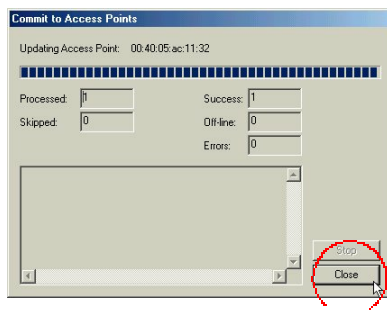 Commit to Access Points
Updating Access Point: 00:40:05:ac:11:32
Processed: 1 Success: 1
Skipped: 0 Off-line: 0
Errors: 0
Stop
Close